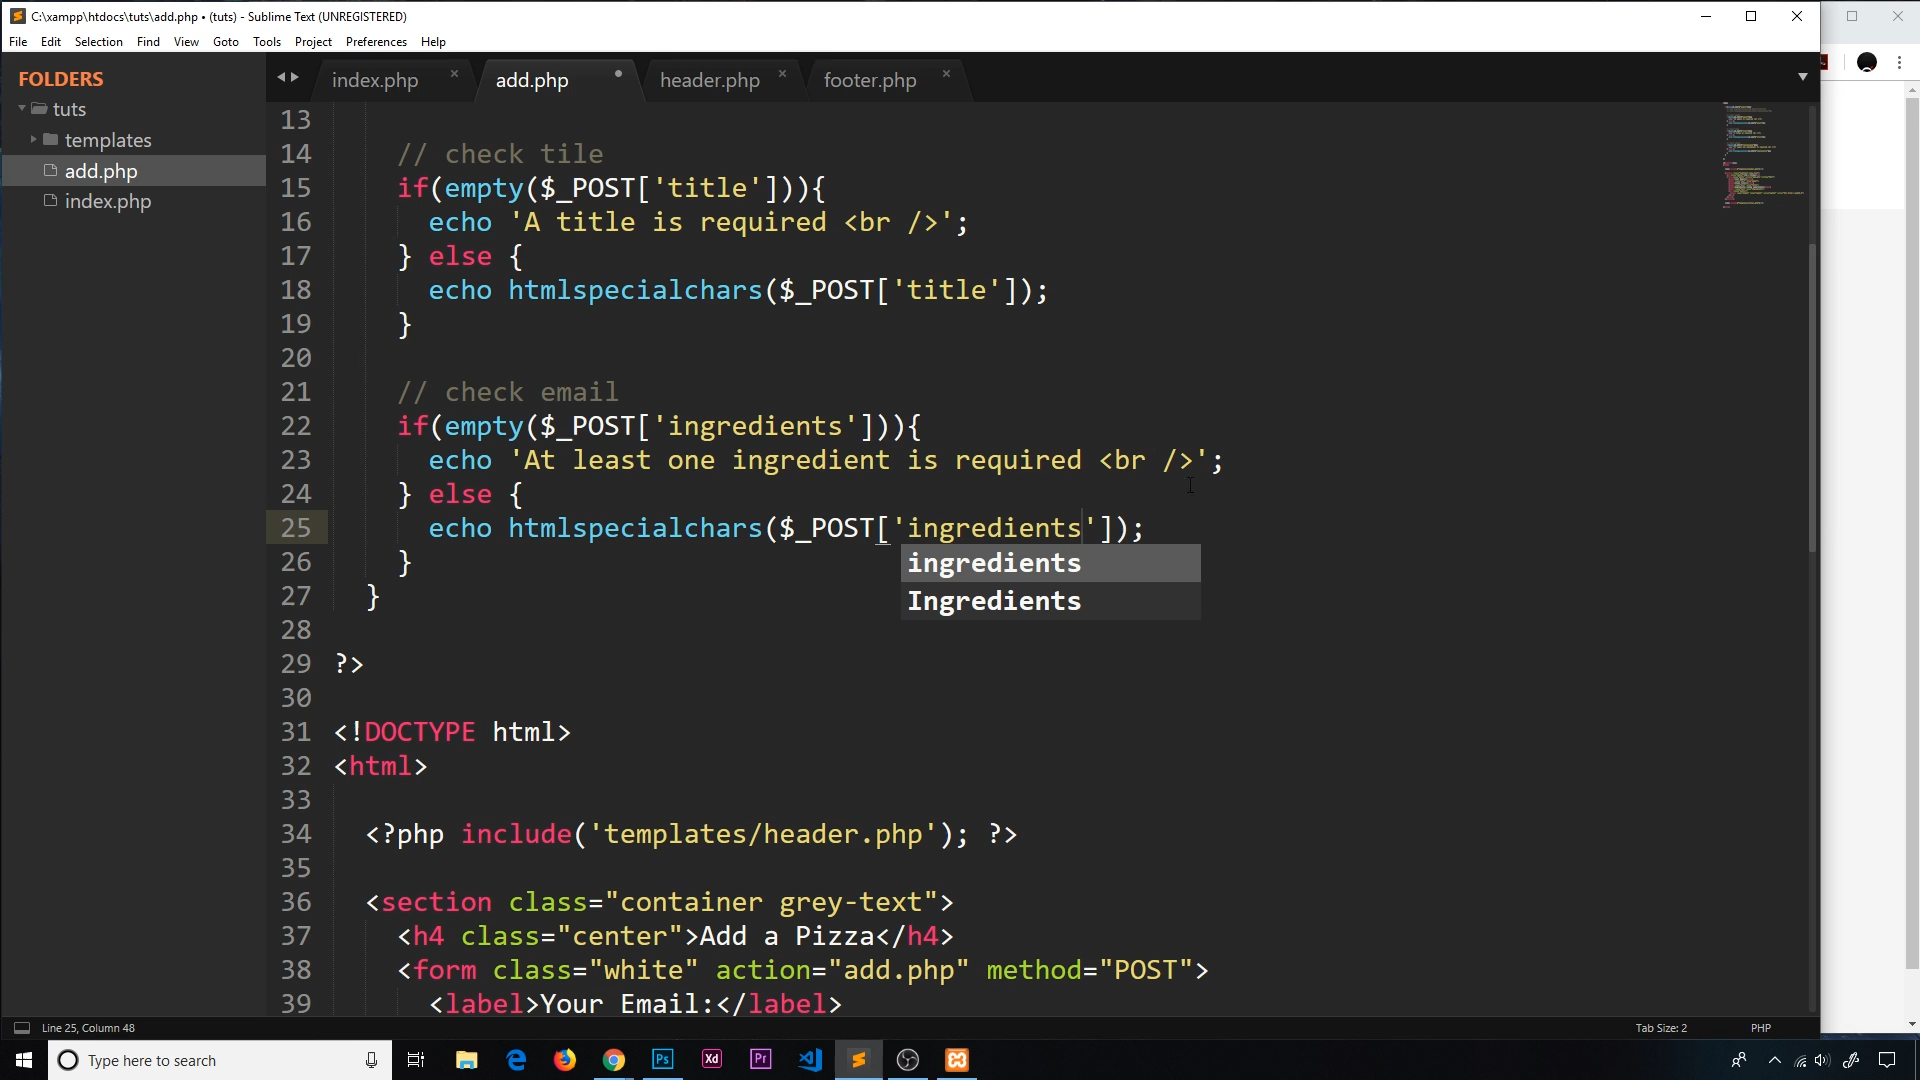 C:\xampp\htdocs\tuts\add.php • (tuts) - Sublime Text (UNREGISTERED)
File Edit Selection Find View Goto Tools Project Preferences Help
FOLDERS
tuts
templates
add.php
index.php
index.php add.php header.php footer.php
13
14 // check tile
15 if(empty($_POST['title'])){
16 echo 'A title is required <br />';
17 } else {
18 echo htmlspecialchars($_POST['title']);
19 }
20
21 // check email
22 if(empty($_POST['ingredients'])){
23 echo 'At least one ingredient is required <br />';
24 } else {
25 echo htmlspecialchars($_POST['ingredients']);
26 }
ingredients
Ingredients
27 }
28
29 ?>
30
31 <!DOCTYPE html>
32 <html>
33
34 <?php include('templates/header.php'); ?>
35
36 <section class="container grey-text">
37 <h4 class="center">Add a Pizza</h4>
38 <form class="white" action="add.php" method="POST">
39 <label>Your Email:</label>
Line 25, Column 48 Tab Size: 2 PHP
Type here to search
Ps Xd Pr